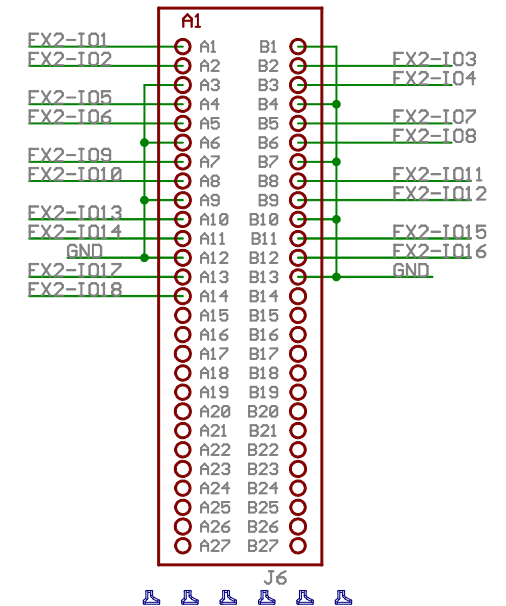 A1
FX2-IO1 A1 B1
FX2-IO2 A2 B2 FX2-IO3
A3 B3 FX2-IO4
FX2-IO5 A4 B4
FX2-IO6 A5 B5 FX2-IO7
A6 B6 FX2-IO8
FX2-IO9 A7 B7
FX2-IO10 A8 B8 FX2-IO11
A9 B9 FX2-IO12
FX2-IO13 A10 B10
FX2-IO14 A11 B11 FX2-IO15
GND A12 B12 FX2-IO16
FX2-IO17 A13 B13 GND
FX2-IO18 A14 B14
A15 B15
A16 B16
A17 B17
A18 B18
A19 B19
A20 B20
A21 B21
A22 B22
A23 B23
A24 B24
A25 B25
A26 B26
A27 B27
J6